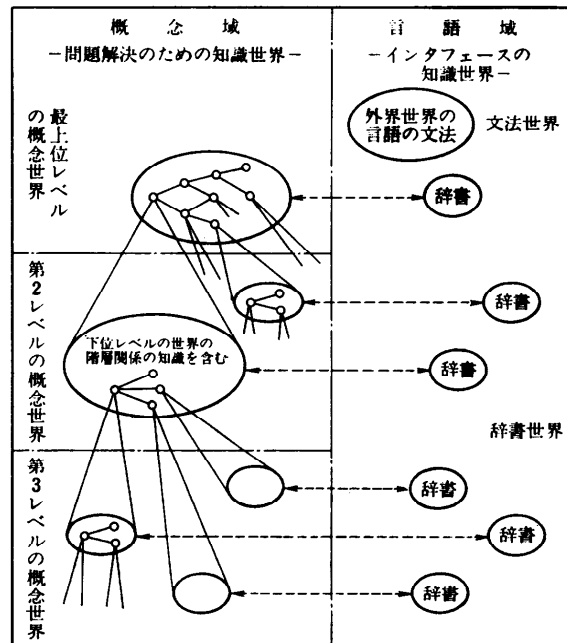 概念域
－問題解決のための知識世界－
言語域
－インタフェースの
知識世界－
最上位レベル
の概念世界
外界世界の
言語の文法
文法世界
辞書
第2レベルの概念世界
辞書
下位レベルの世界の
階層関係の知識を含む
辞書
辞書世界
第3レベルの概念世界
辞書
辞書
辞書